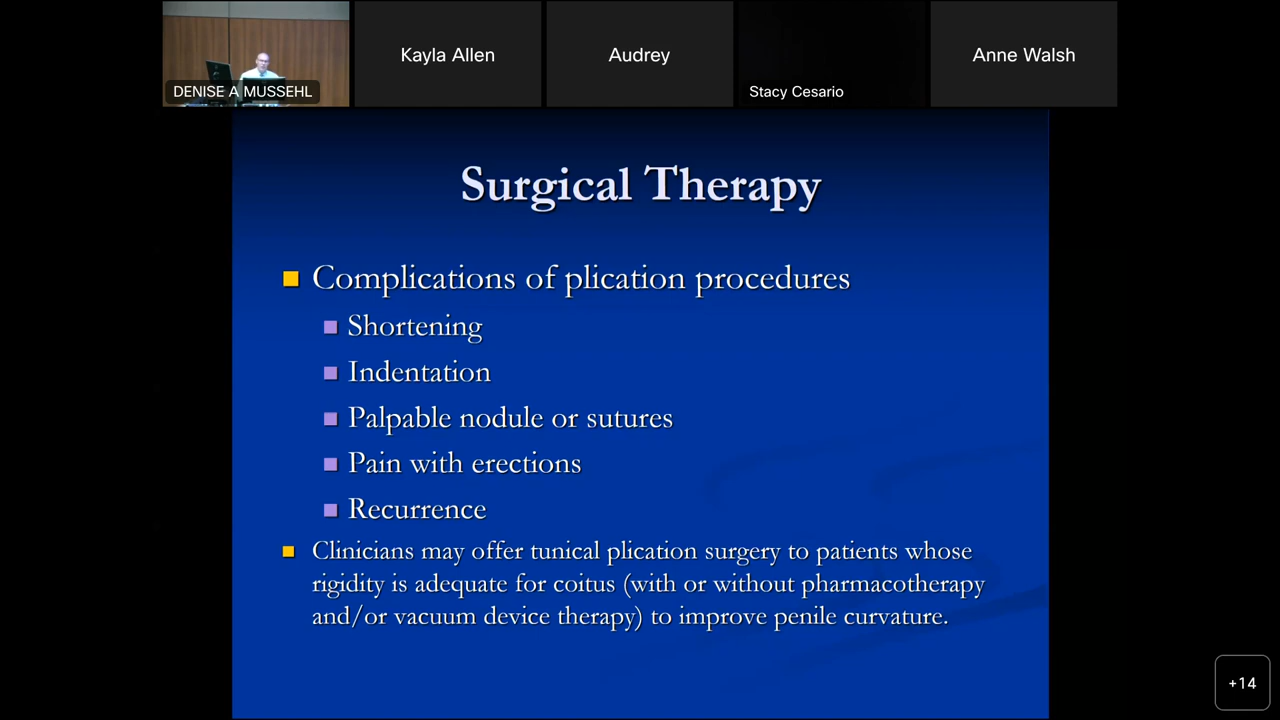 DENISE A MUSSEHL
Kayla Allen
Audrey
Stacy Cesario
Anne Walsh
Surgical Therapy
Complications of plication procedures
Shortening
Indentation
Palpable nodule or sutures
Pain with erections
Recurrence
Clinicians may offer tunical plication surgery to patients whose
rigidity is adequate for coitus (with or without pharmacotherapy
and/or vacuum device therapy) to improve penile curvature.
+14